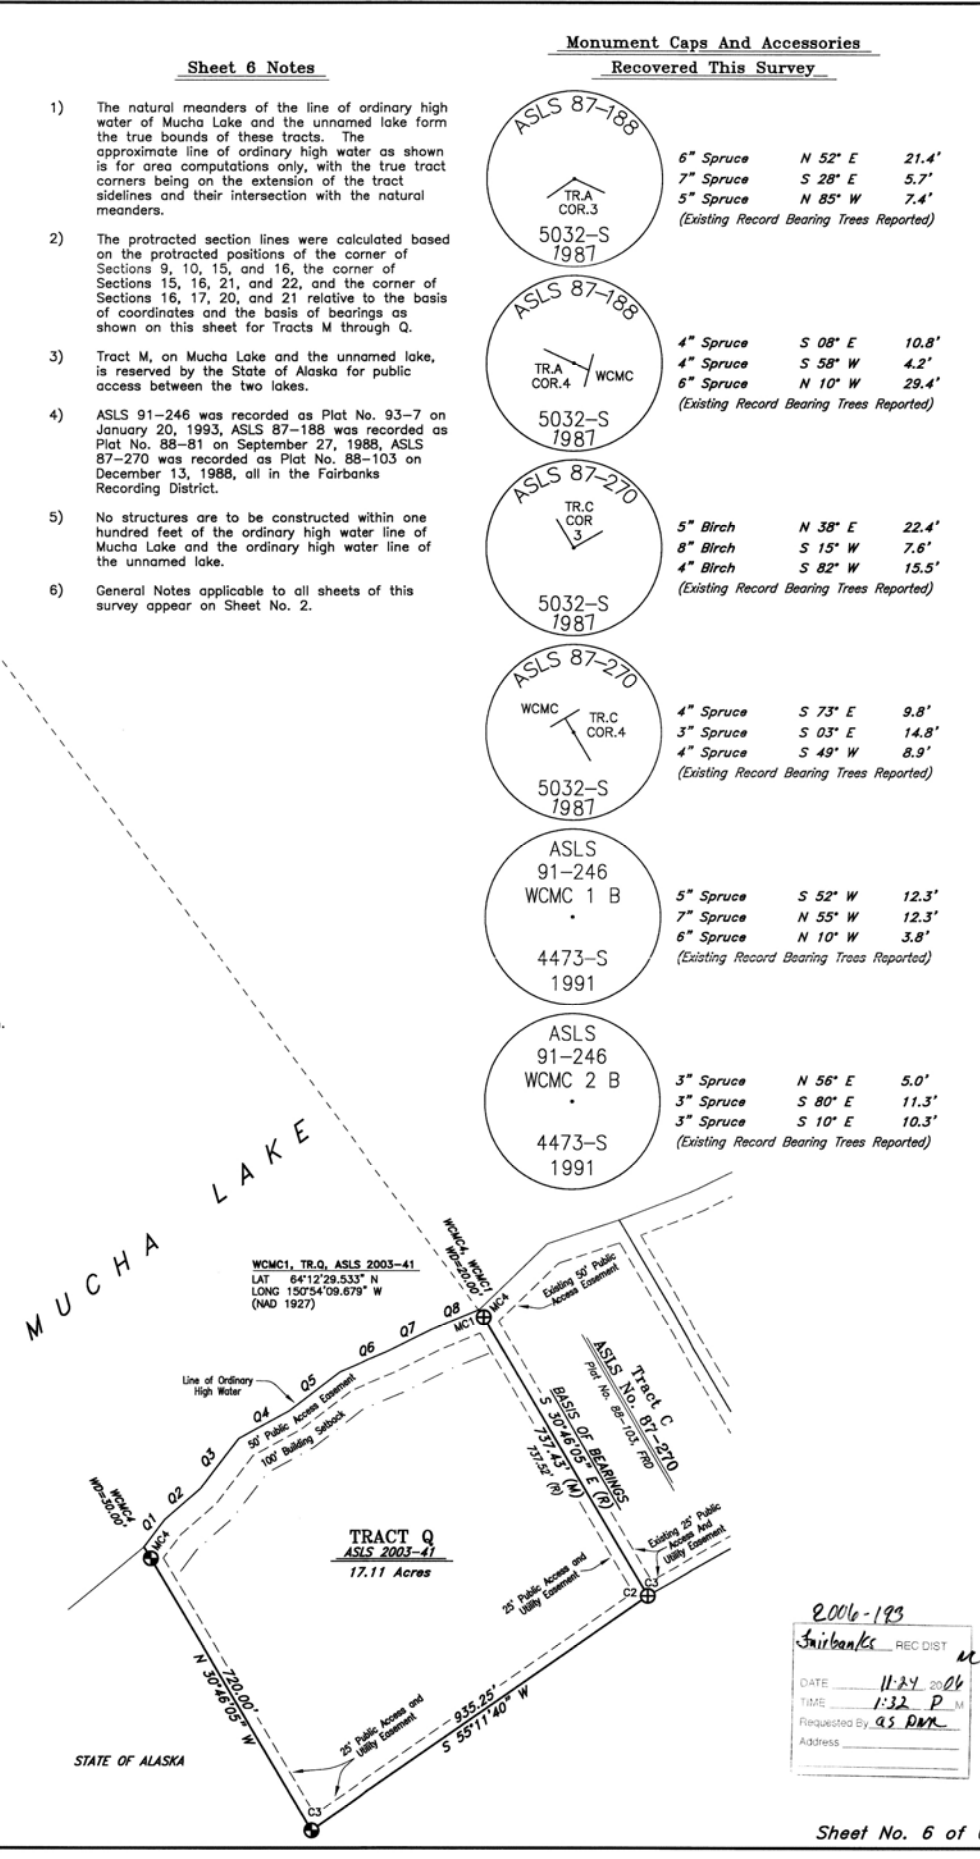 Sheet 6 Notes
1) The natural meanders of the line of ordinary high
water of Mucha Lake and the unnamed lake form
the true bounds of these tracts. The
approximate line of ordinary high water as shown
is for area computations only, with the true tract
corners being on the extension of the tract
sidelines and their intersection with the natural
meanders.
2) The protracted section lines were calculated based
on the protracted positions of the corner of
Sections 9, 10, 15, and 16, the corner of
Sections 15, 16, 21, and 22, and the corner of
Sections 16, 17, 20, and 21 relative to the basis
of coordinates and the basis of bearings as
shown on this sheet for Tracts M through Q.
3) Tract M, on Mucha Lake and the unnamed lake,
is reserved by the State of Alaska for public
access between the two lakes.
4) ASLS 91-246 was recorded as Plat No. 93-7 on
January 20, 1993, ASLS 87-188 was recorded as
Plat No. 88-81 on September 27, 1988, ASLS
87-270 was recorded as Plat No. 88-103 on
December 13, 1988, all in the Fairbanks
Recording District.
5) No structures are to be constructed within one
hundred feet of the ordinary high water line of
Mucha Lake and the ordinary high water line of
the unnamed lake.
6) General Notes applicable to all sheets of this
survey appear on Sheet No. 2.
Monument Caps And Accessories
Recovered This Survey
ASLS 87-188
TR.A
COR.3
5032-S
1987
6" Spruce N 52° E 21.4'
7" Spruce S 28° E 5.7'
5" Spruce N 85° W 7.4'
(Existing Record Bearing Trees Reported)
ASLS 87-188
TR.A
COR.4
WCMC
5032-S
1987
4" Spruce S 08° E 10.8'
4" Spruce S 58° W 4.2'
6" Spruce N 10° W 29.4'
(Existing Record Bearing Trees Reported)
ASLS 87-270
TR.C
COR
3
5032-S
1987
5" Birch N 38° E 22.4'
8" Birch S 15° W 7.6'
4" Birch S 82° W 15.5'
(Existing Record Bearing Trees Reported)
ASLS 87-270
WCMC
TR.C
COR.4
5032-S
1987
4" Spruce S 73° E 9.8'
3" Spruce S 03° E 14.8'
4" Spruce S 49° W 8.9'
(Existing Record Bearing Trees Reported)
ASLS
91-246
WCMC 1 B
4473-S
1991
5" Spruce S 52° W 12.3'
7" Spruce N 55° W 12.3'
6" Spruce N 10° W 3.8'
(Existing Record Bearing Trees Reported)
ASLS
91-246
WCMC 2 B
4473-S
1991
3" Spruce N 56° E 5.0'
3" Spruce S 80° E 11.3'
3" Spruce S 10° E 10.3'
(Existing Record Bearing Trees Reported)
MUCHA LAKE
WCMC1, TR.Q, ASLS 2003-41
LAT 64°12'29.533" N
LONG 150°54'09.679" W
(NAD 1927)
WCMC4, WCMC1
WD=20.00'
MC1
MC4
Existing 50' Public
Access Easement
Q8
Q7
Q6
Q5
Q4
Q3
Q2
Q1
Line of Ordinary
High Water
50' Public Access Easement
100' Building Setback
WCMC4
WD=30.00'
MC4
Tract C
ASLS No. 87-270
Plat No. 88-103, FRD
BASIS OF BEARINGS
S 30°46'05" E (R)
737.43' (M)
737.52' (R)
TRACT Q
ASLS 2003-41
17.11 Acres
25' Public Access and
Utility Easement
Existing 25' Public
Access And
Utility Easement
C3
C2
720.00'
N 30°46'05" W
25' Public Access and
Utility Easement
935.25'
S 55°11'40" W
C3
STATE OF ALASKA
2006-193
Fairbanks REC DIST
DATE 11-24 2006
TIME 1:32 P M
Requested By as DNR
Address
Sheet No. 6 of